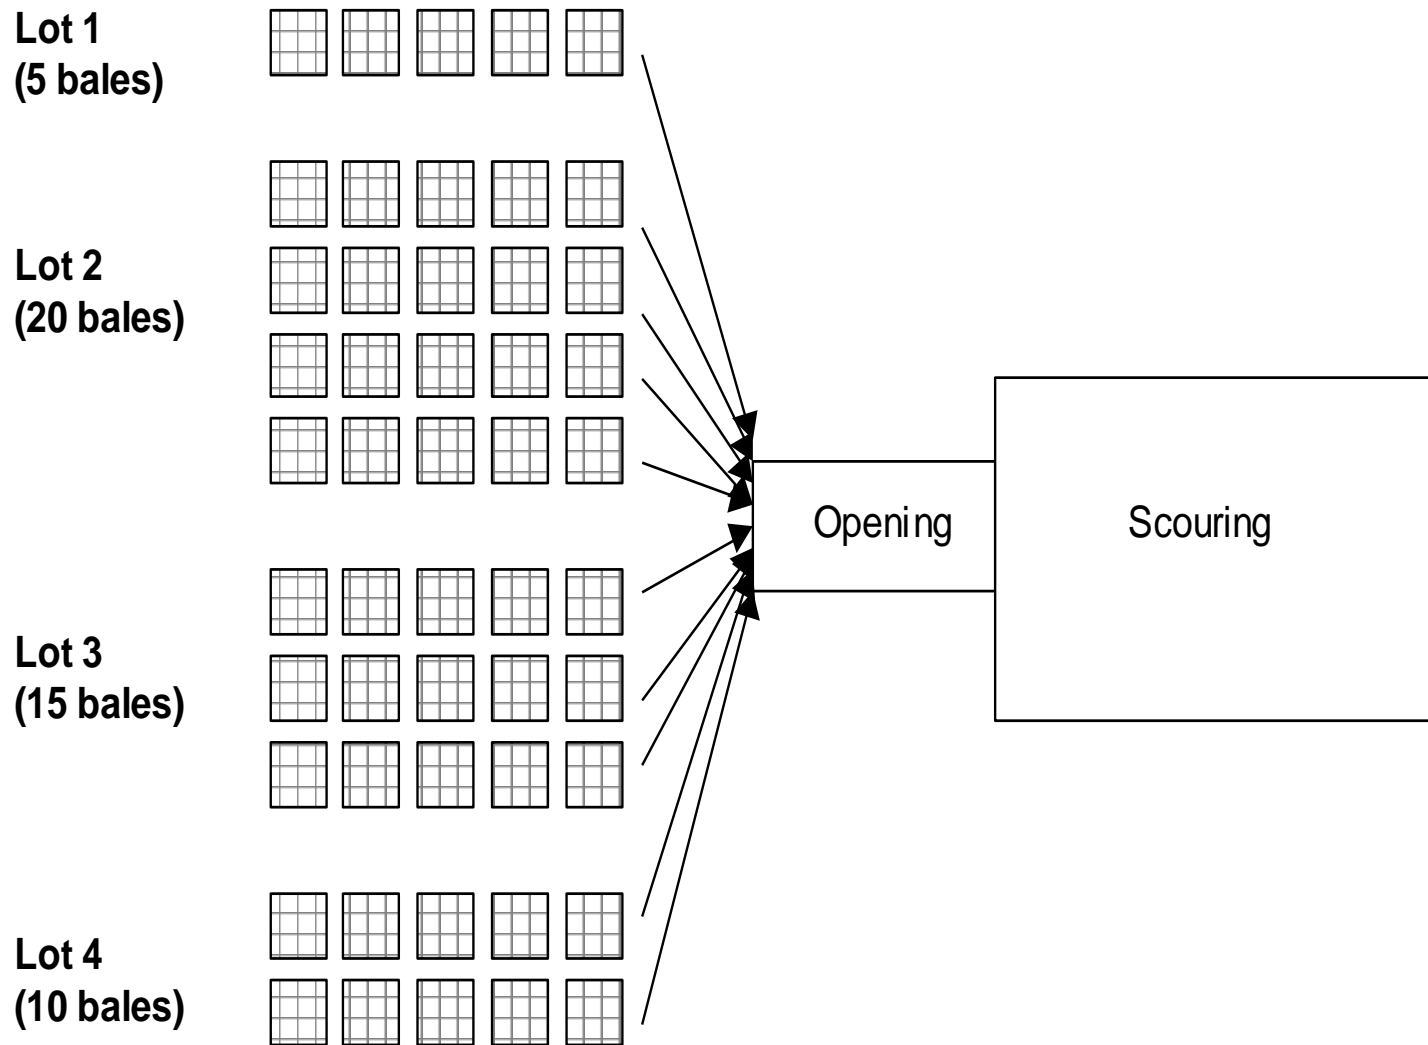 Lot 1
(5 bales)
Lot 2
(20 bales)
Opening
Scouring
Lot 3
(15 bales)
Lot 4
(10 bales)